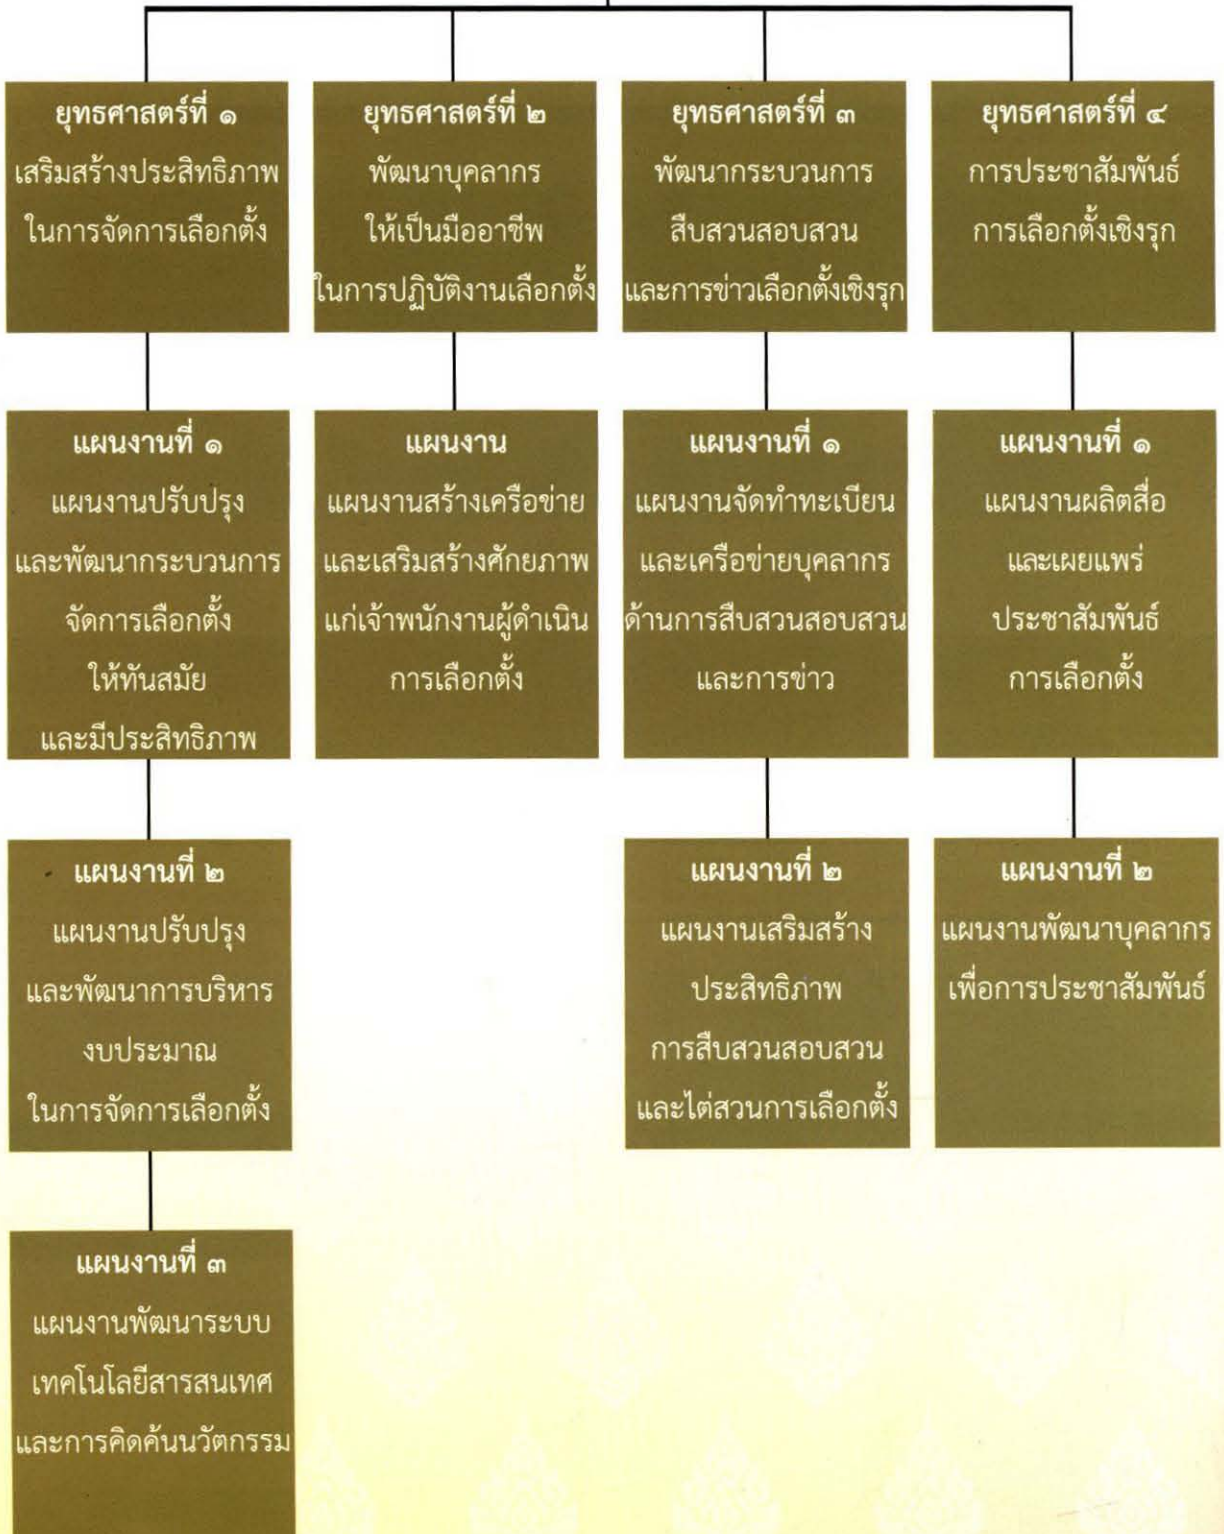 ยุทธศาสตร์ที่ ๑
เสริมสร้างประสิทธิภาพ
ในการจัดการเลือกตั้ง
ยุทธศาสตร์ที่ ๒
พัฒนาบุคลากร
ให้เป็นมืออาชีพ
ในการปฏิบัติงานเลือกตั้ง
ยุทธศาสตร์ที่ ๓
พัฒนากระบวนการ
สืบสวนสอบสวน
และการข่าวเลือกตั้งเชิงรุก
ยุทธศาสตร์ที่ ๔
การประชาสัมพันธ์
การเลือกตั้งเชิงรุก
แผนงานที่ ๑
แผนงานปรับปรุง
และพัฒนากระบวนการ
จัดการเลือกตั้ง
ให้ทันสมัย
และมีประสิทธิภาพ
แผนงาน
แผนงานสร้างเครือข่าย
และเสริมสร้างศักยภาพ
แก่เจ้าพนักงานผู้ดำเนิน
การเลือกตั้ง
แผนงานที่ ๑
แผนงานจัดทำทะเบียน
และเครือข่ายบุคลากร
ด้านการสืบสวนสอบสวน
และการข่าว
แผนงานที่ ๑
แผนงานผลิตสื่อ
และเผยแพร่
ประชาสัมพันธ์
การเลือกตั้ง
แผนงานที่ ๒
แผนงานปรับปรุง
และพัฒนาการบริหาร
งบประมาณ
ในการจัดการเลือกตั้ง
แผนงานที่ ๒
แผนงานเสริมสร้าง
ประสิทธิภาพ
การสืบสวนสอบสวน
และไต่สวนการเลือกตั้ง
แผนงานที่ ๒
แผนงานพัฒนาบุคลากร
เพื่อการประชาสัมพันธ์
แผนงานที่ ๓
แผนงานพัฒนาระบบ
เทคโนโลยีสารสนเทศ
และการคิดค้นนวัตกรรม